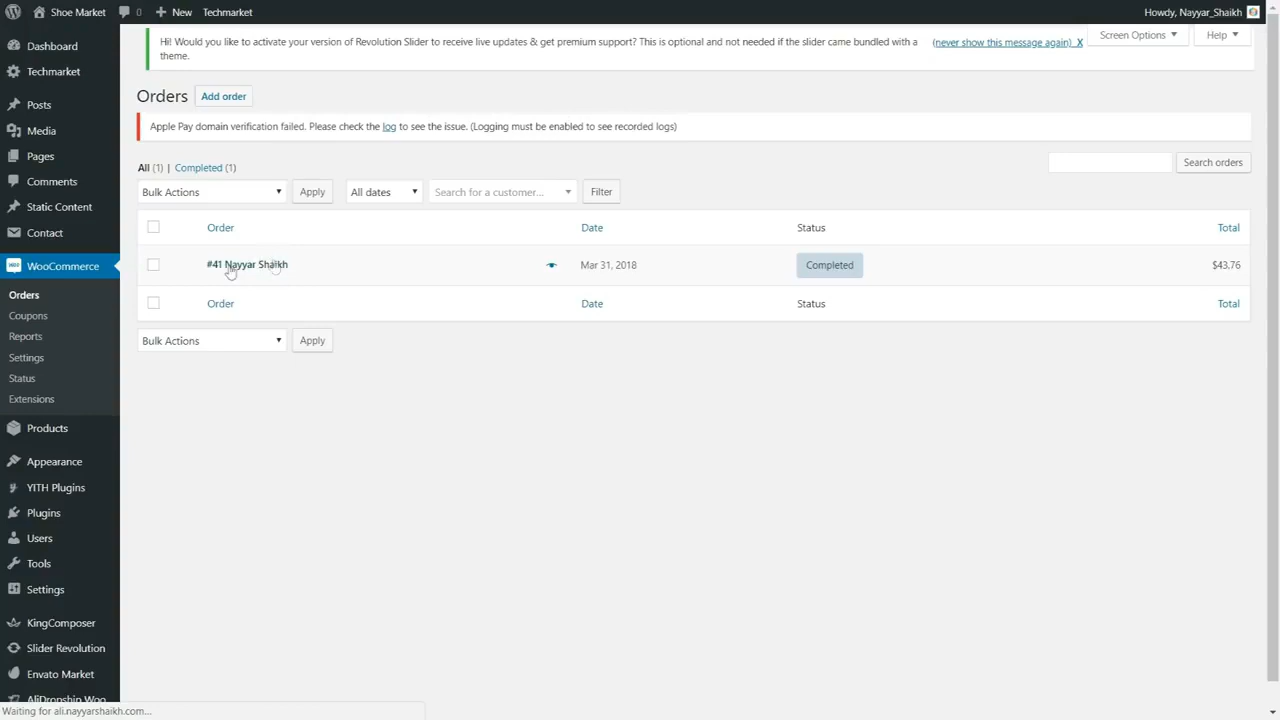 Shoe Market 0 New Techmarket Howdy, Nayyar_Shaikh
Dashboard
Techmarket
Posts
Media
Pages
Comments
Static Content
Contact
WooCommerce
Orders
Coupons
Reports
Settings
Status
Extensions
Products
Appearance
YITH Plugins
Plugins
Users
Tools
Settings
KingComposer
Slider Revolution
Envato Market
AliDropship Woo
Hi! Would you like to activate your version of Revolution Slider to receive live updates & get premium support? This is optional and not needed if the slider came bundled with a
theme.
(never show this message again) X
Screen Options Help
Orders Add order
Apple Pay domain verification failed. Please check the log to see the issue. (Logging must be enabled to see recorded logs)
All (1) | Completed (1)
Search orders
Bulk Actions Apply All dates Search for a customer... Filter
Order Date Status Total
#41 Nayyar Shaikh Mar 31, 2018 Completed $43.76
Order Date Status Total
Bulk Actions Apply
Waiting for ali.nayyarshaikh.com...